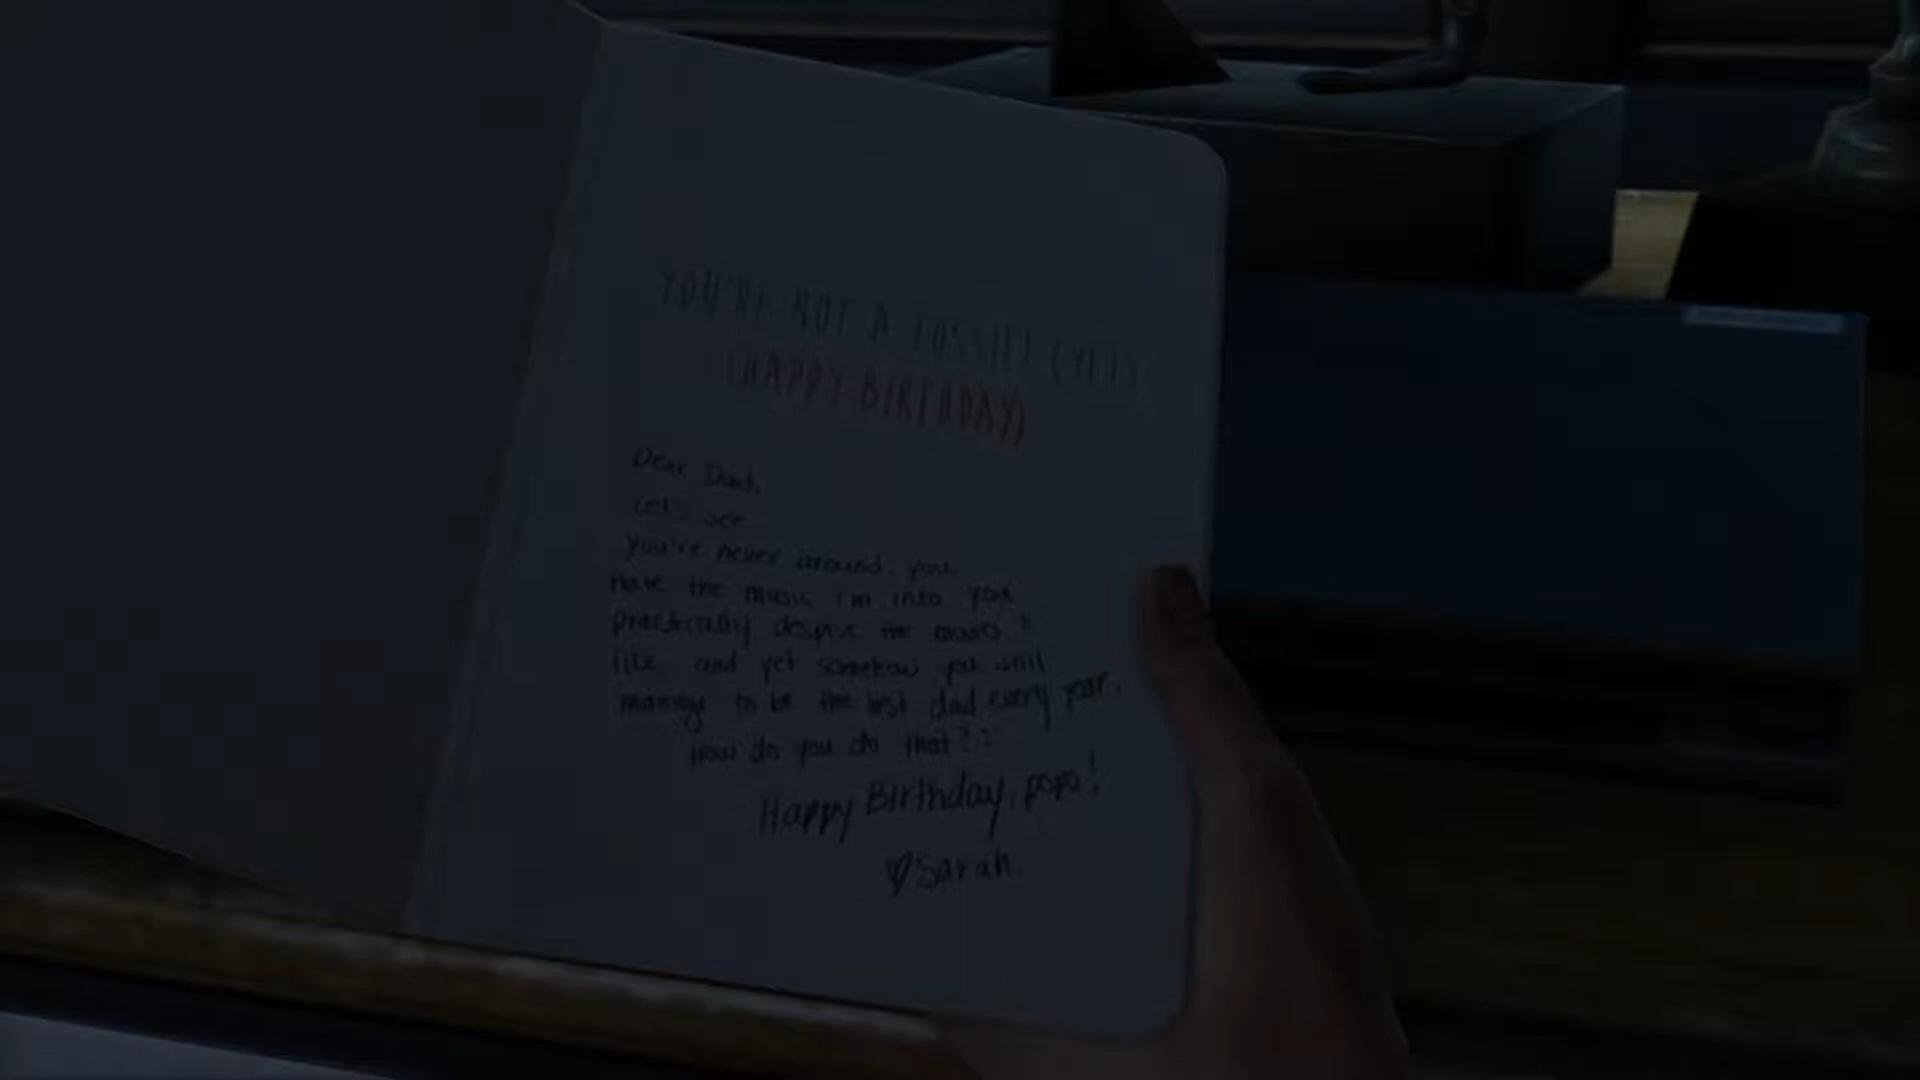 YOU'RE NOT A FOSSIL! (YET)
(HAPPY BIRTHDAY)
Dear Dad,
Let's see...
you're never around, you
hate the music i'm into you
practically despise the movies i
like and yet somehow you still
manage to be the best dad every year.
How do you do that?
Happy Birthday, papa!
Sarah.